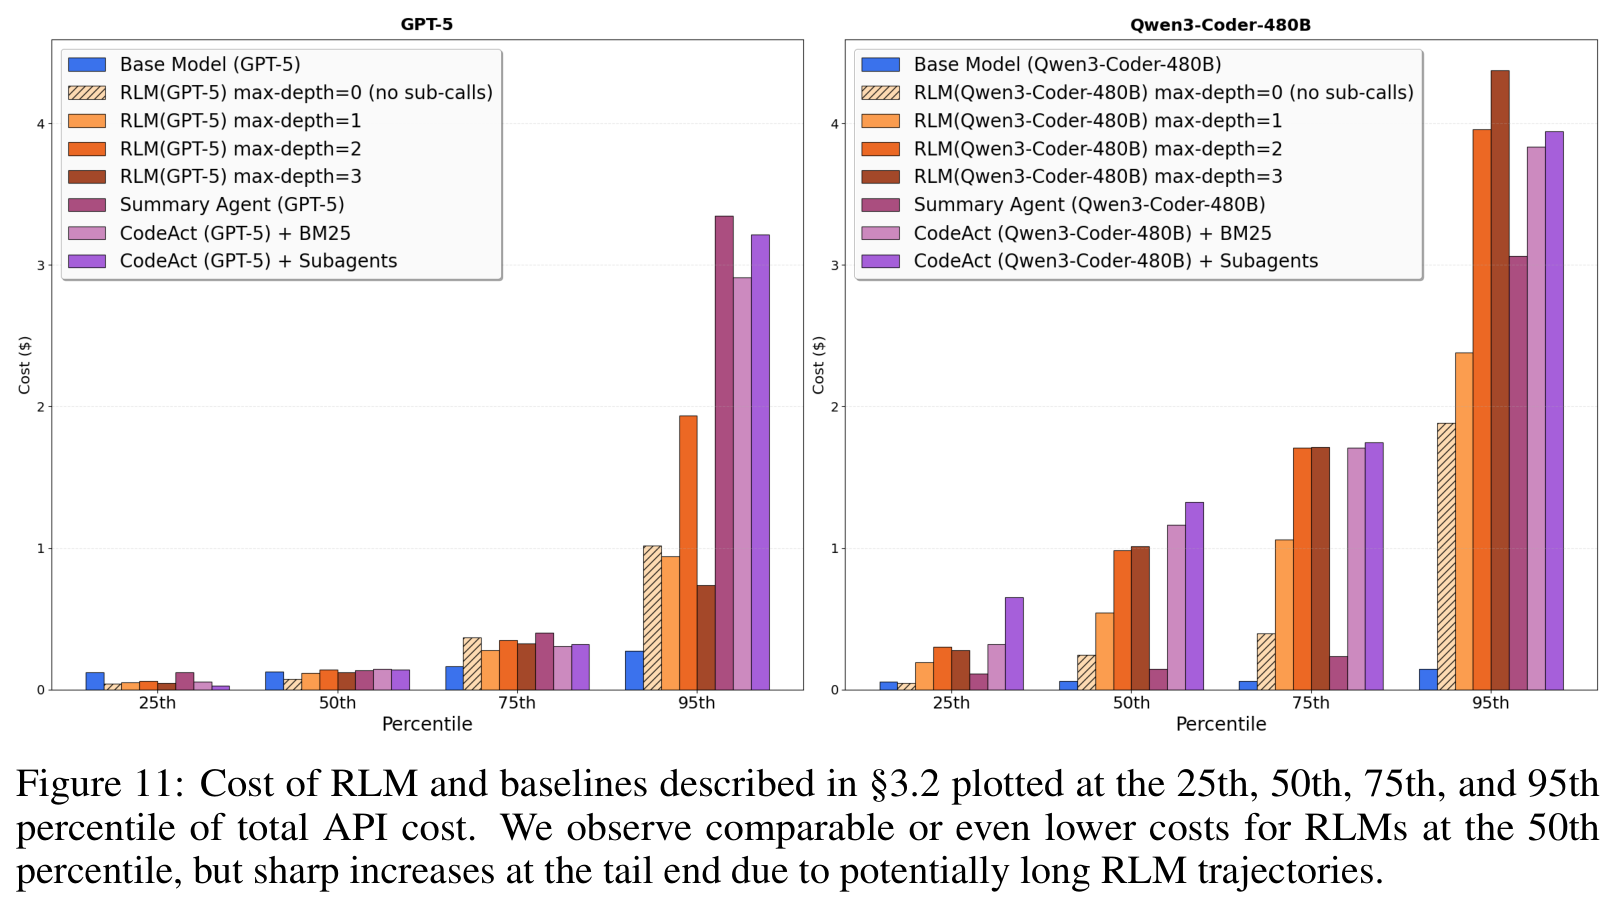 GPT-5
Base Model (GPT-5)
RLM(GPT-5) max-depth=0 (no sub-calls)
RLM(GPT-5) max-depth=1
RLM(GPT-5) max-depth=2
RLM(GPT-5) max-depth=3
Summary Agent (GPT-5)
CodeAct (GPT-5) + BM25
CodeAct (GPT-5) + Subagents
Cost ($)
4
3
2
1
0
25th 50th 75th 95th
Percentile
Qwen3-Coder-480B
Base Model (Qwen3-Coder-480B)
RLM(Qwen3-Coder-480B) max-depth=0 (no sub-calls)
RLM(Qwen3-Coder-480B) max-depth=1
RLM(Qwen3-Coder-480B) max-depth=2
RLM(Qwen3-Coder-480B) max-depth=3
Summary Agent (Qwen3-Coder-480B)
CodeAct (Qwen3-Coder-480B) + BM25
CodeAct (Qwen3-Coder-480B) + Subagents
Cost ($)
4
3
2
1
0
25th 50th 75th 95th
Percentile
Figure 11: Cost of RLM and baselines described in §3.2 plotted at the 25th, 50th, 75th, and 95th
percentile of total API cost. We observe comparable or even lower costs for RLMs at the 50th
percentile, but sharp increases at the tail end due to potentially long RLM trajectories.